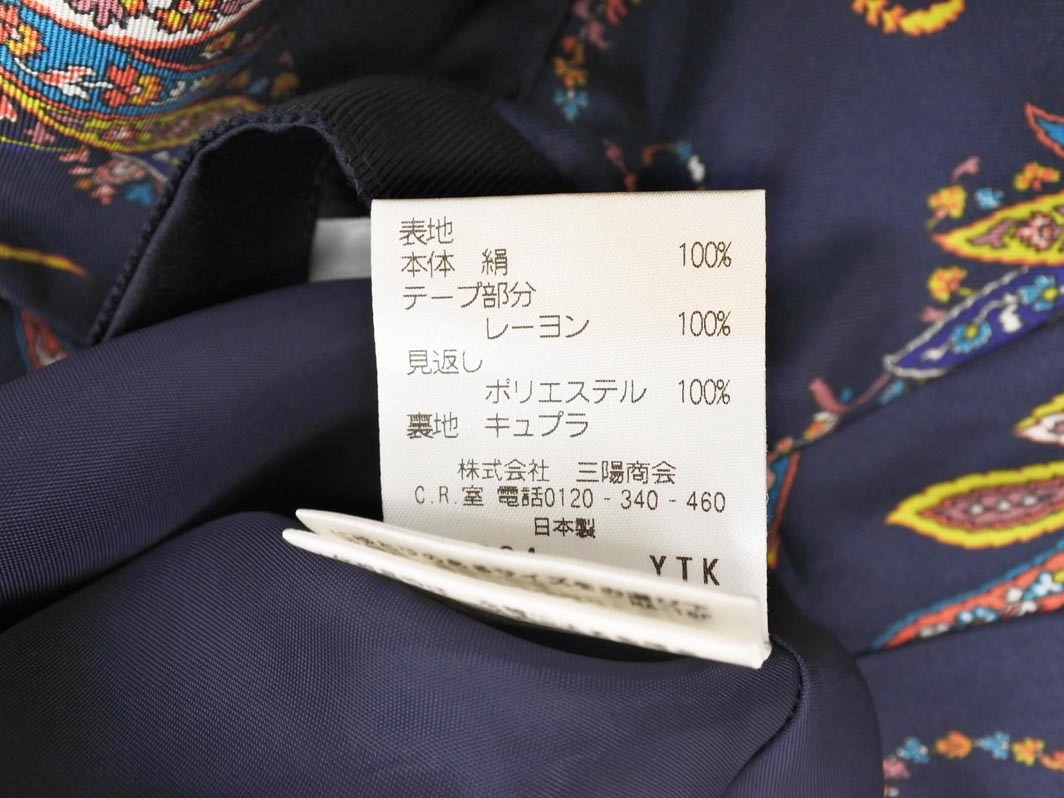 表地
本体 絹 100%
テープ部分
レーヨン 100%
見返し
ポリエステル 100%
裏地 キュプラ
株式会社 三陽商会
C.R.室 電話0120-340-460
日本製
YTK